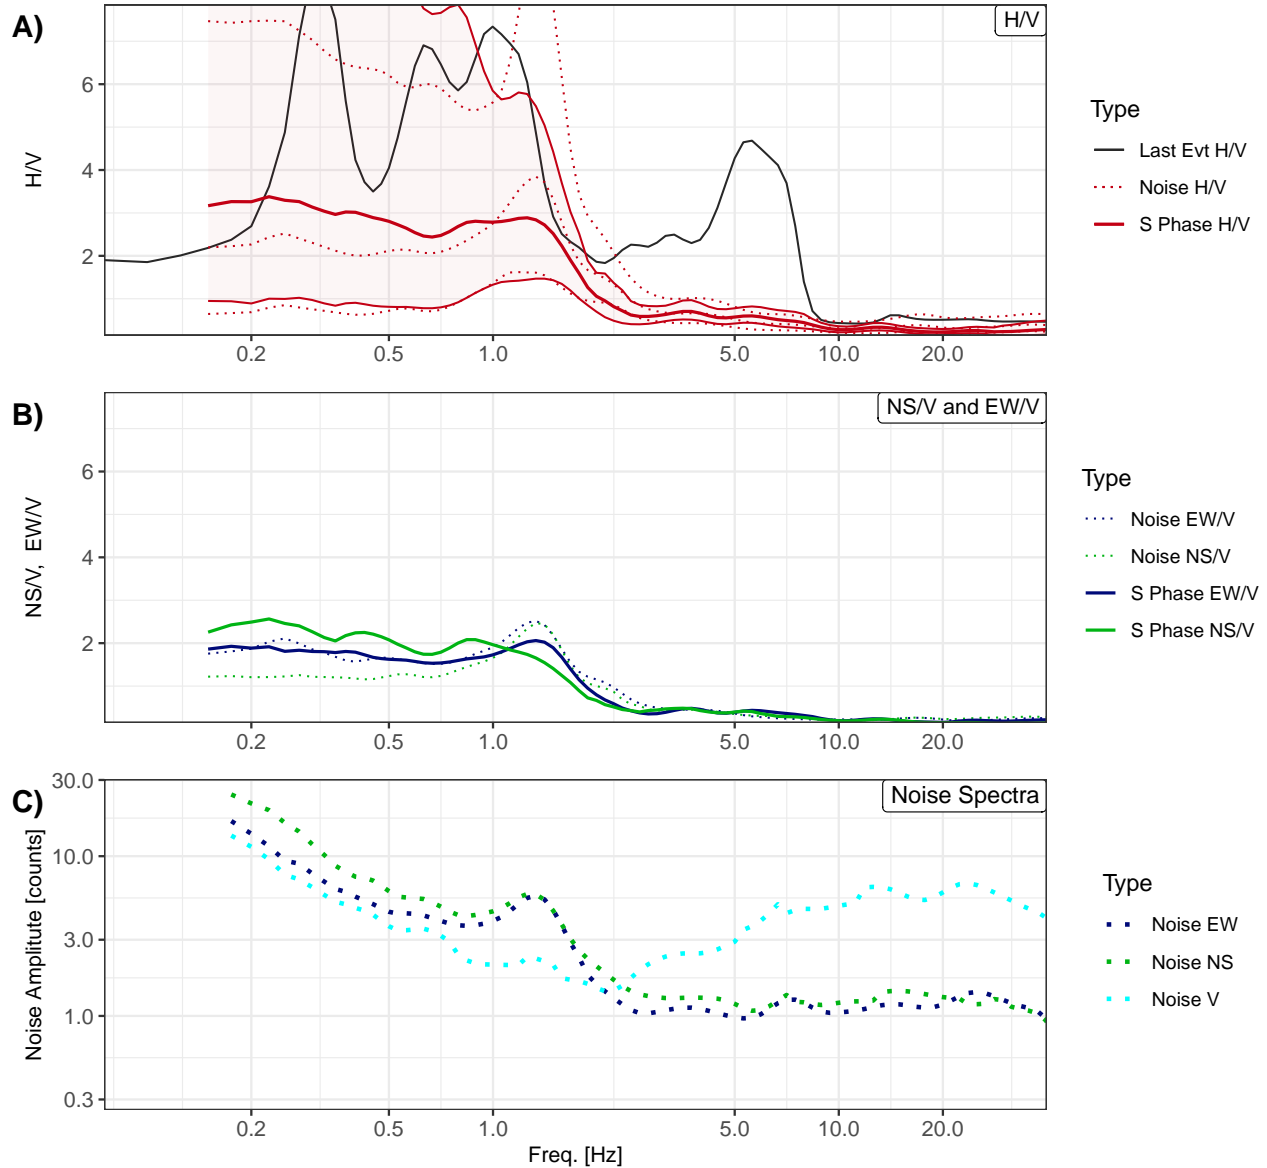 A)
H/V
6
4
2
H/V
0.2 0.5 1.0 5.0 10.0 20.0
Type
Last Evt H/V
Noise H/V
S Phase H/V
B)
NS/V and EW/V
6
4
2
NS/V, EW/V
0.2 0.5 1.0 5.0 10.0 20.0
Type
Noise EW/V
Noise NS/V
S Phase EW/V
S Phase NS/V
C)
Noise Spectra
30.0
10.0
3.0
1.0
0.3
Noise Amplitute [counts]
0.2 0.5 1.0 5.0 10.0 20.0
Freq. [Hz]
Type
Noise EW
Noise NS
Noise V